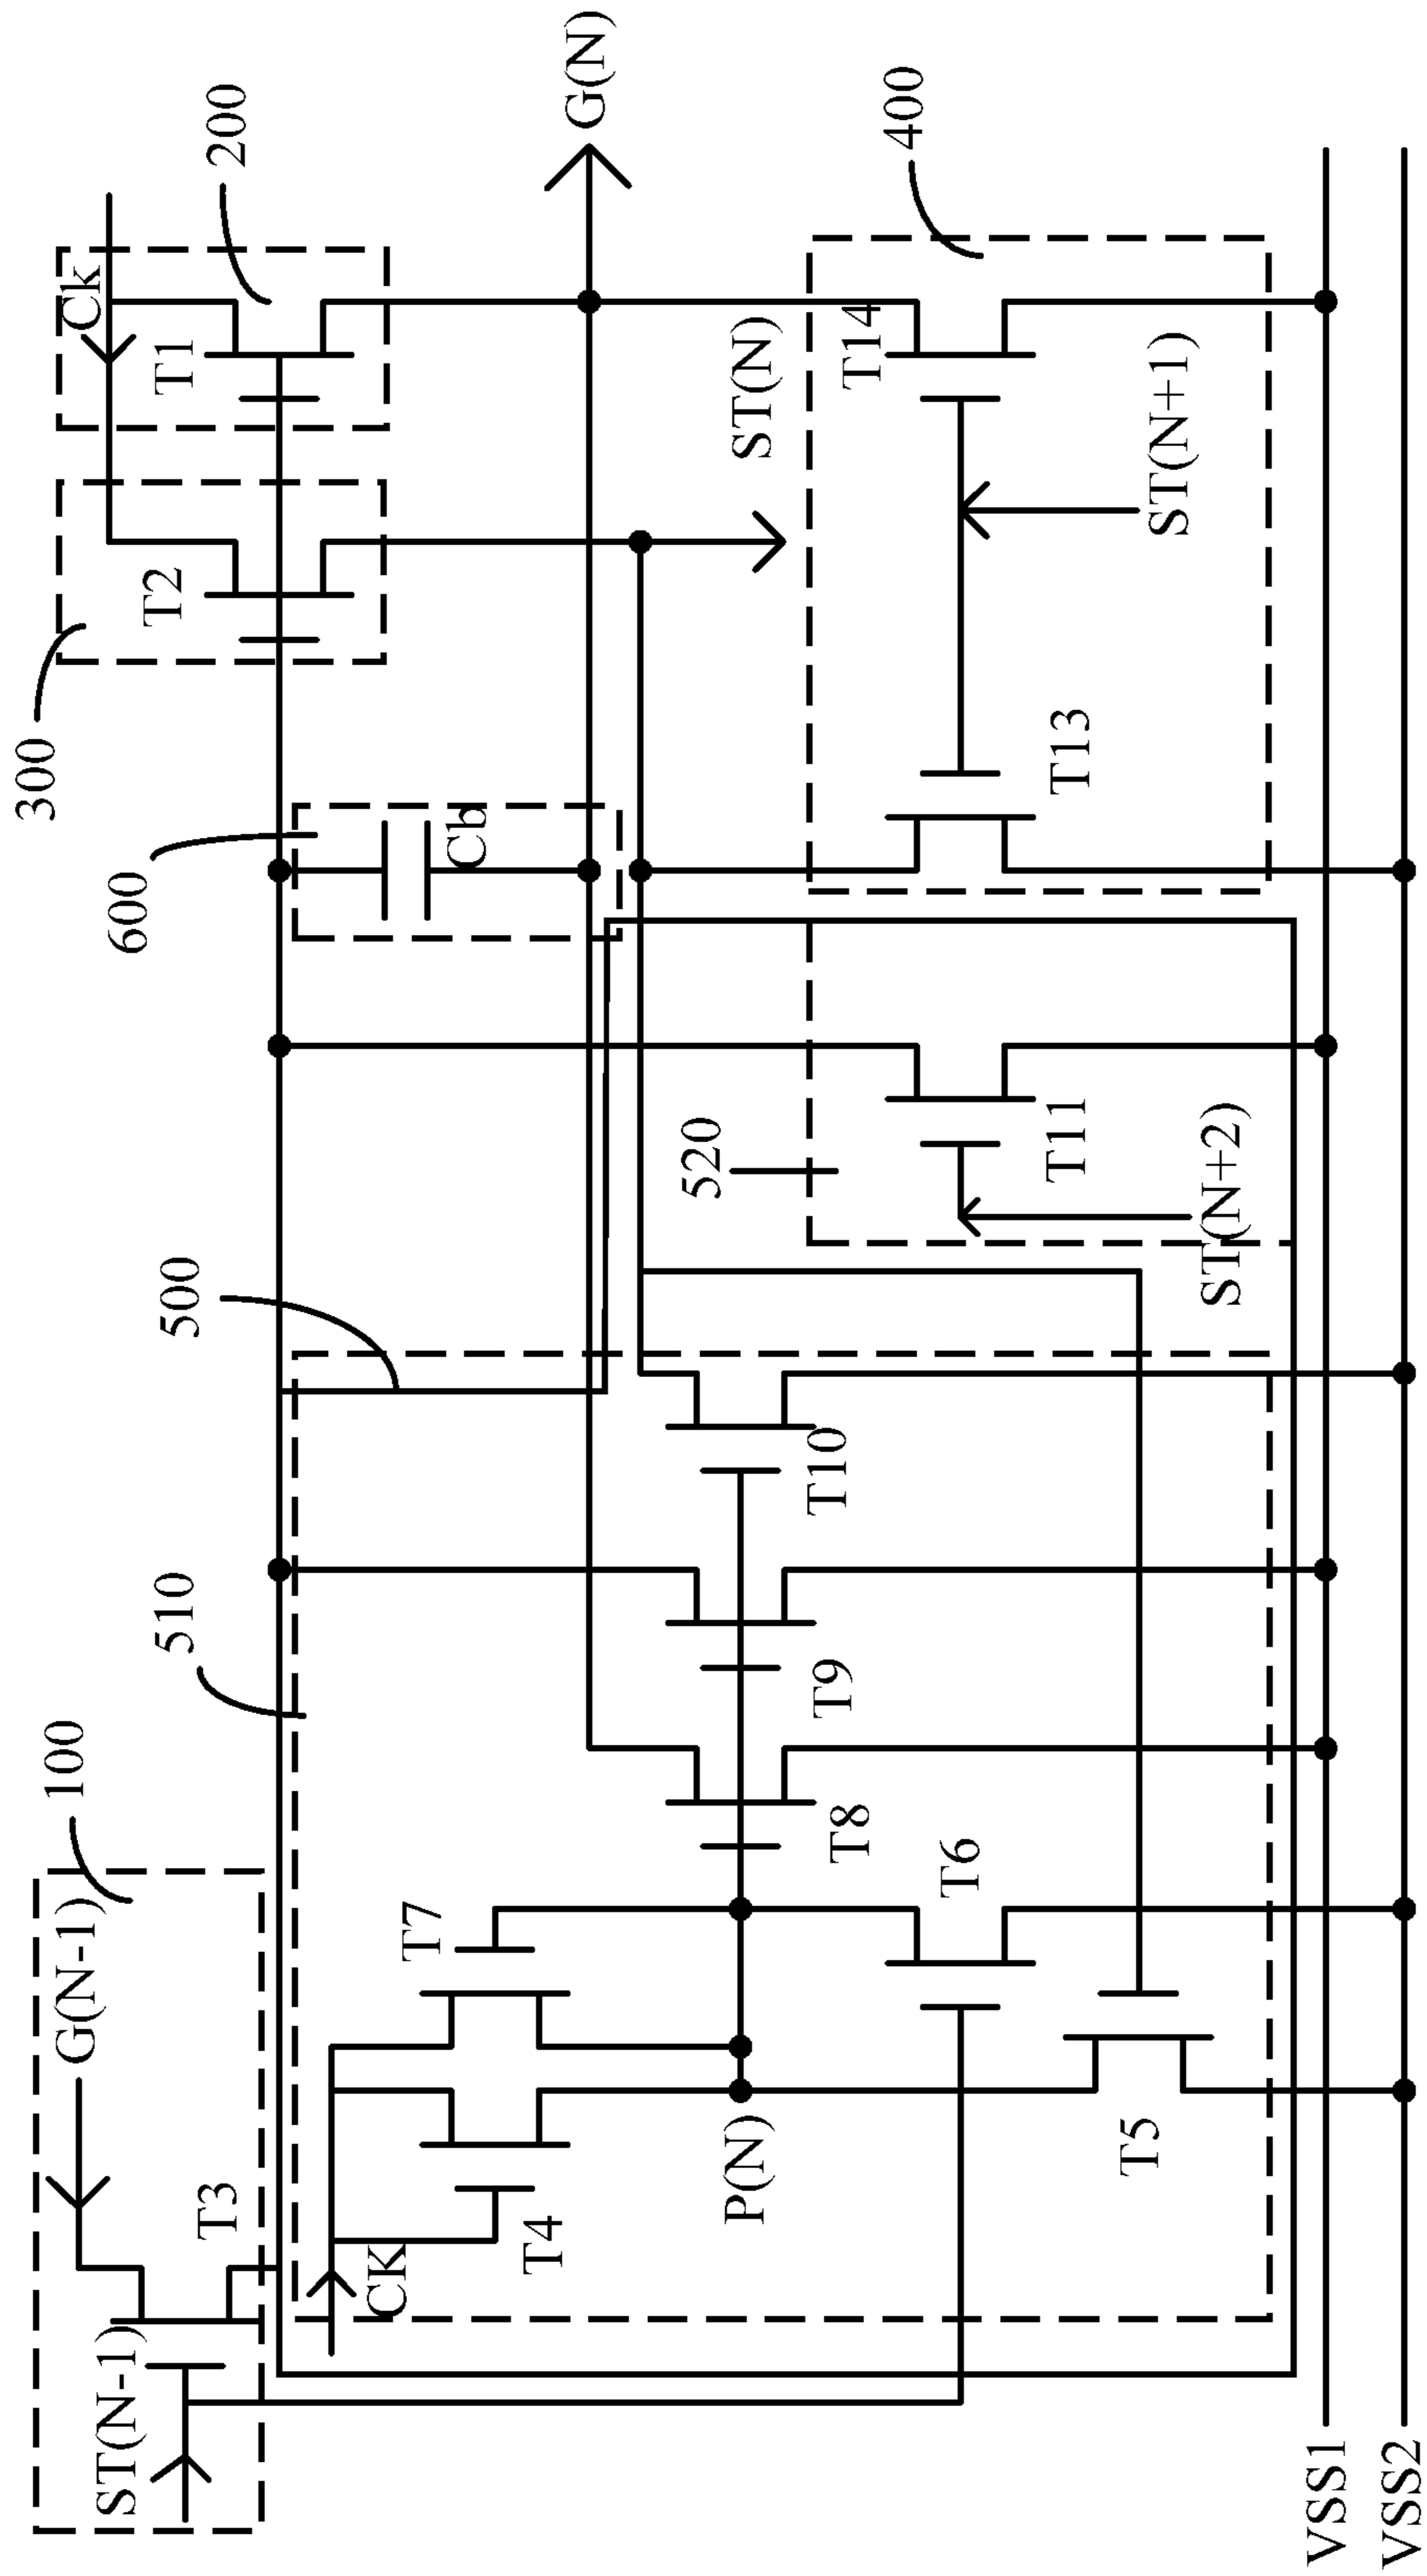 100
G(N-1)
ST(N-1)
T3
510
500
600
300
200
Ck
T1
T2
Cb
G(N)
CK
T4
T7
P(N)
T8
T9
T10
T6
T5
520
T11
ST(N+2)
ST(N)
400
T14
T13
ST(N+1)
VSS1
VSS2